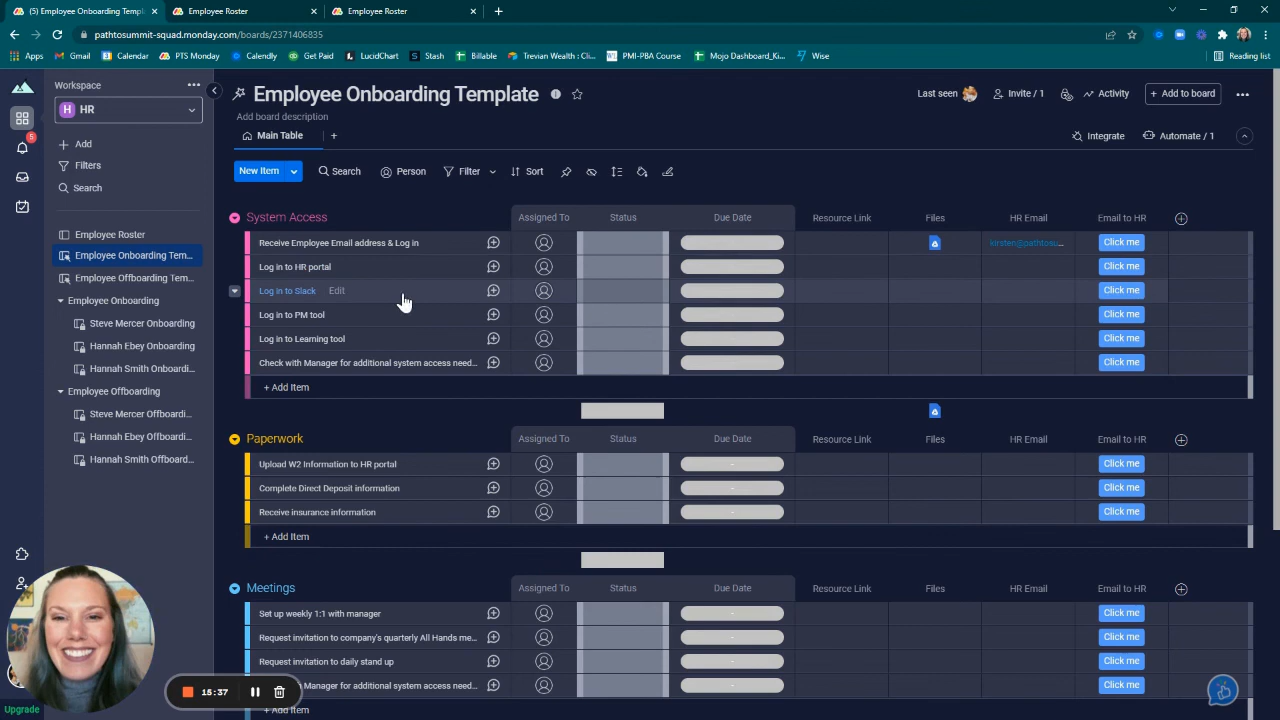 (5) Employee Onboarding Templ
Employee Roster
Employee Roster
pathtosummit-squad.monday.com/boards/2371406835
Apps
Gmail
Calendar
PTS Monday
Calendly
Get Paid
LucidChart
Stash
Billable
Trevian Wealth : Cli...
PMI-PBA Course
Mojo Dashboard_Ki...
Wise
Reading list
Workspace
H HR
Add
Filters
Search
5
Employee Roster
Employee Onboarding Tem...
Employee Offboarding Tem...
Employee Onboarding
Steve Mercer Onboarding
Hannah Ebey Onboarding
Hannah Smith Onboardi...
Employee Offboarding
Steve Mercer Offboardi...
Hannah Ebey Offboardi...
Hannah Smith Offboard...
Upgrade
15:37
Employee Onboarding Template
Last seen
Invite / 1
Activity
+ Add to board
Add board description
Main Table
Integrate
Automate / 1
New Item
Search
Person
Filter
Sort
System Access Assigned To Status Due Date Resource Link Files HR Email Email to HR
Receive Employee Email address & Log in kirsten@pathtosu... Click me
Log in to HR portal Click me
Log in to Slack Edit Click me
Log in to PM tool Click me
Log in to Learning tool Click me
Check with Manager for additional system access need... Click me
+ Add Item
Paperwork Assigned To Status Due Date Resource Link Files HR Email Email to HR
Upload W2 Information to HR portal - Click me
Complete Direct Deposit information - Click me
Receive insurance information - Click me
+ Add Item
Meetings Assigned To Status Due Date Resource Link Files HR Email Email to HR
Set up weekly 1:1 with manager Click me
Request invitation to company's quarterly All Hands me... Click me
Request invitation to daily stand up Click me
Manager for additional system access need... Click me
+ Add Item